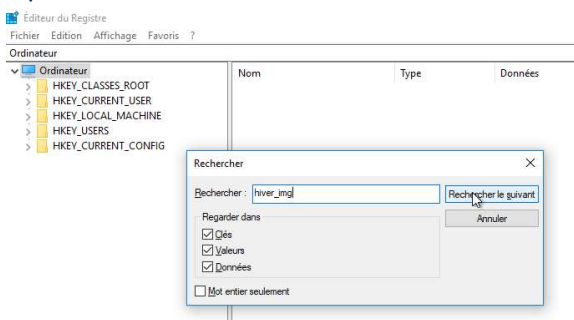 Éditeur du Registre
Fichier Edition Affichage Favoris ?
Ordinateur
Ordinateur
HKEY_CLASSES_ROOT
HKEY_CURRENT_USER
HKEY_LOCAL_MACHINE
HKEY_USERS
HKEY_CURRENT_CONFIG
Nom Type Données
Rechercher
Rechercher : hiver_img Rechercher le suivant
Regarder dans Annuler
Clés
Valeurs
Données
Mot entier seulement